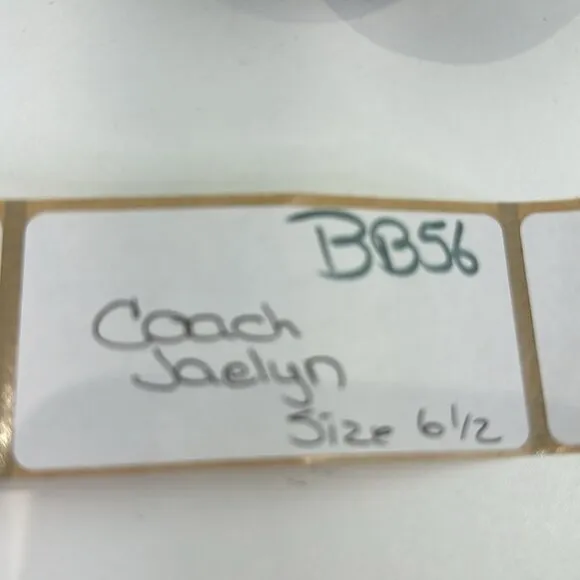 BB56
Coach
Jaelyn
Size 6 1/2